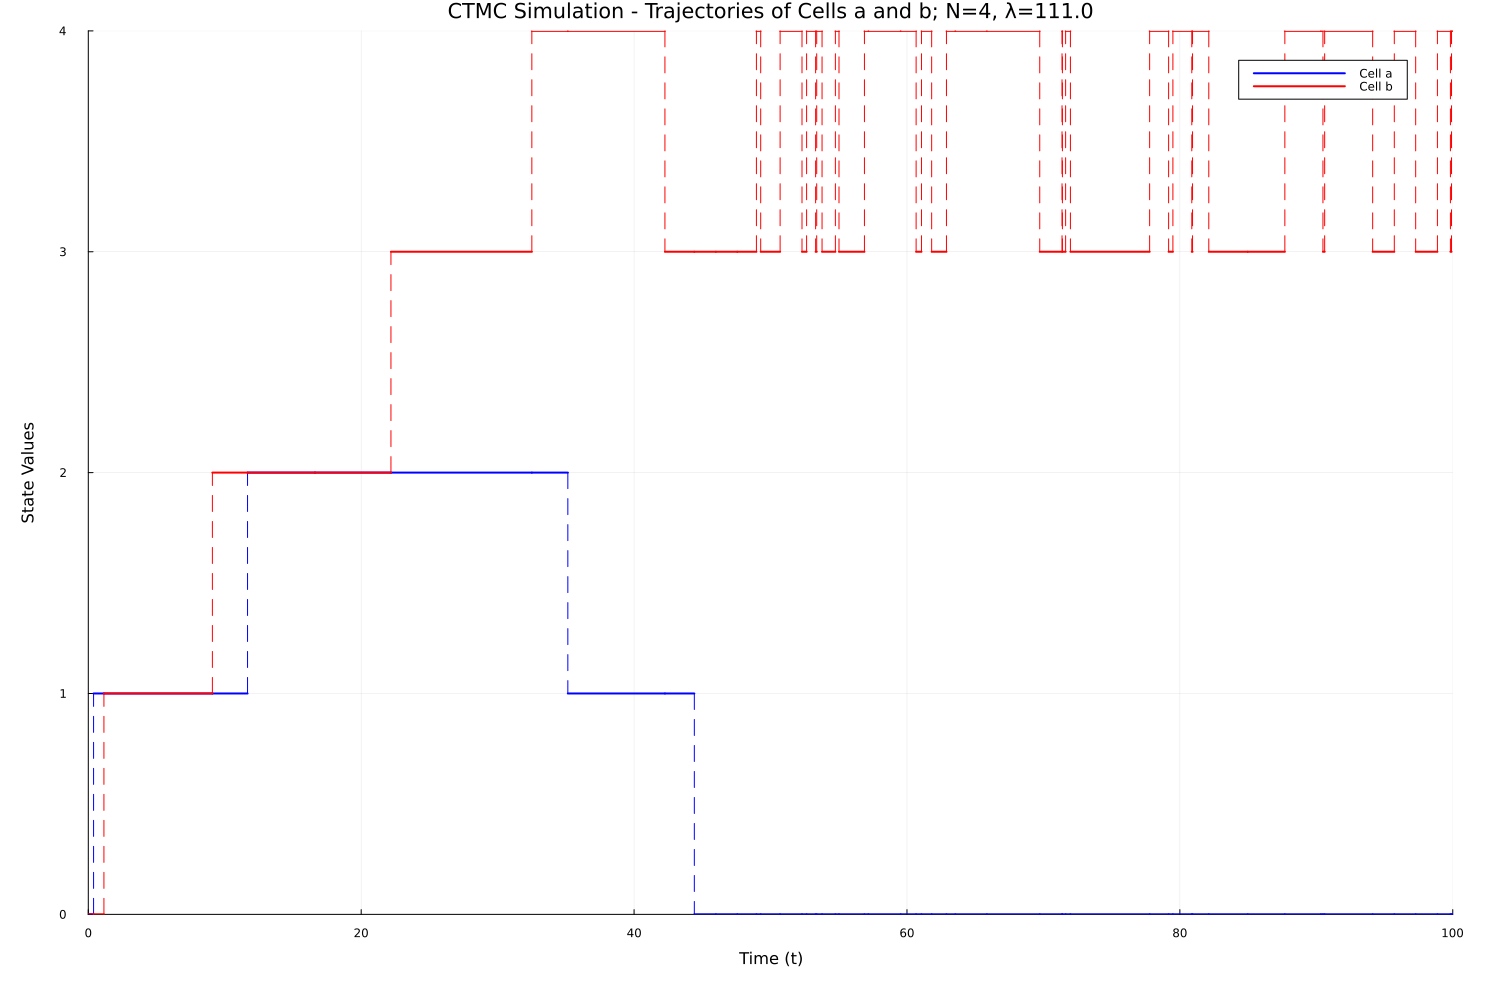 CTMC Simulation - Trajectories of Cells a and b; N=4, λ=111.0
4
Cell a
Cell b
3
State Values
2
1
0
0 20 40 60 80 100
Time (t)